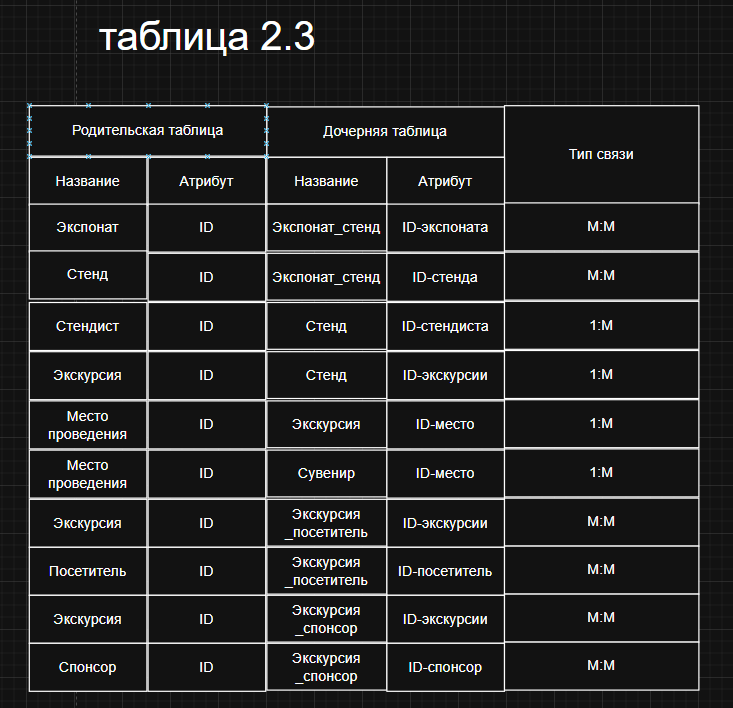 таблица 2.3
Родительская таблица Дочерняя таблица Тип связи
Название Атрибут Название Атрибут
Экспонат ID Экспонат_стенд ID-экспоната М:М
Стенд ID Экспонат_стенд ID-стенда М:М
Стендист ID Стенд ID-стендиста 1:М
Экскурсия ID Стенд ID-экскурсии 1:М
Место
проведения ID Экскурсия ID-место 1:М
Место
проведения ID Сувенир ID-место 1:М
Экскурсия ID Экскурсия
_посетитель ID-экскурсии М:М
Посетитель ID Экскурсия
_посетитель ID-посетитель М:М
Экскурсия ID Экскурсия
_спонсор ID-экскурсии М:М
Спонсор ID Экскурсия
_спонсор ID-спонсор М:М